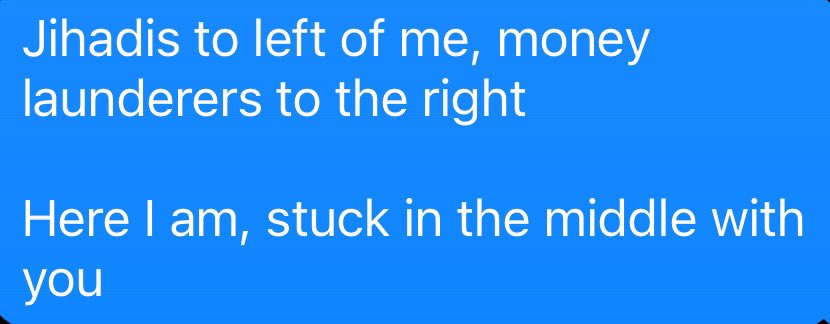 Jihadis to left of me, money
launderers to the right
Here I am, stuck in the middle with
you